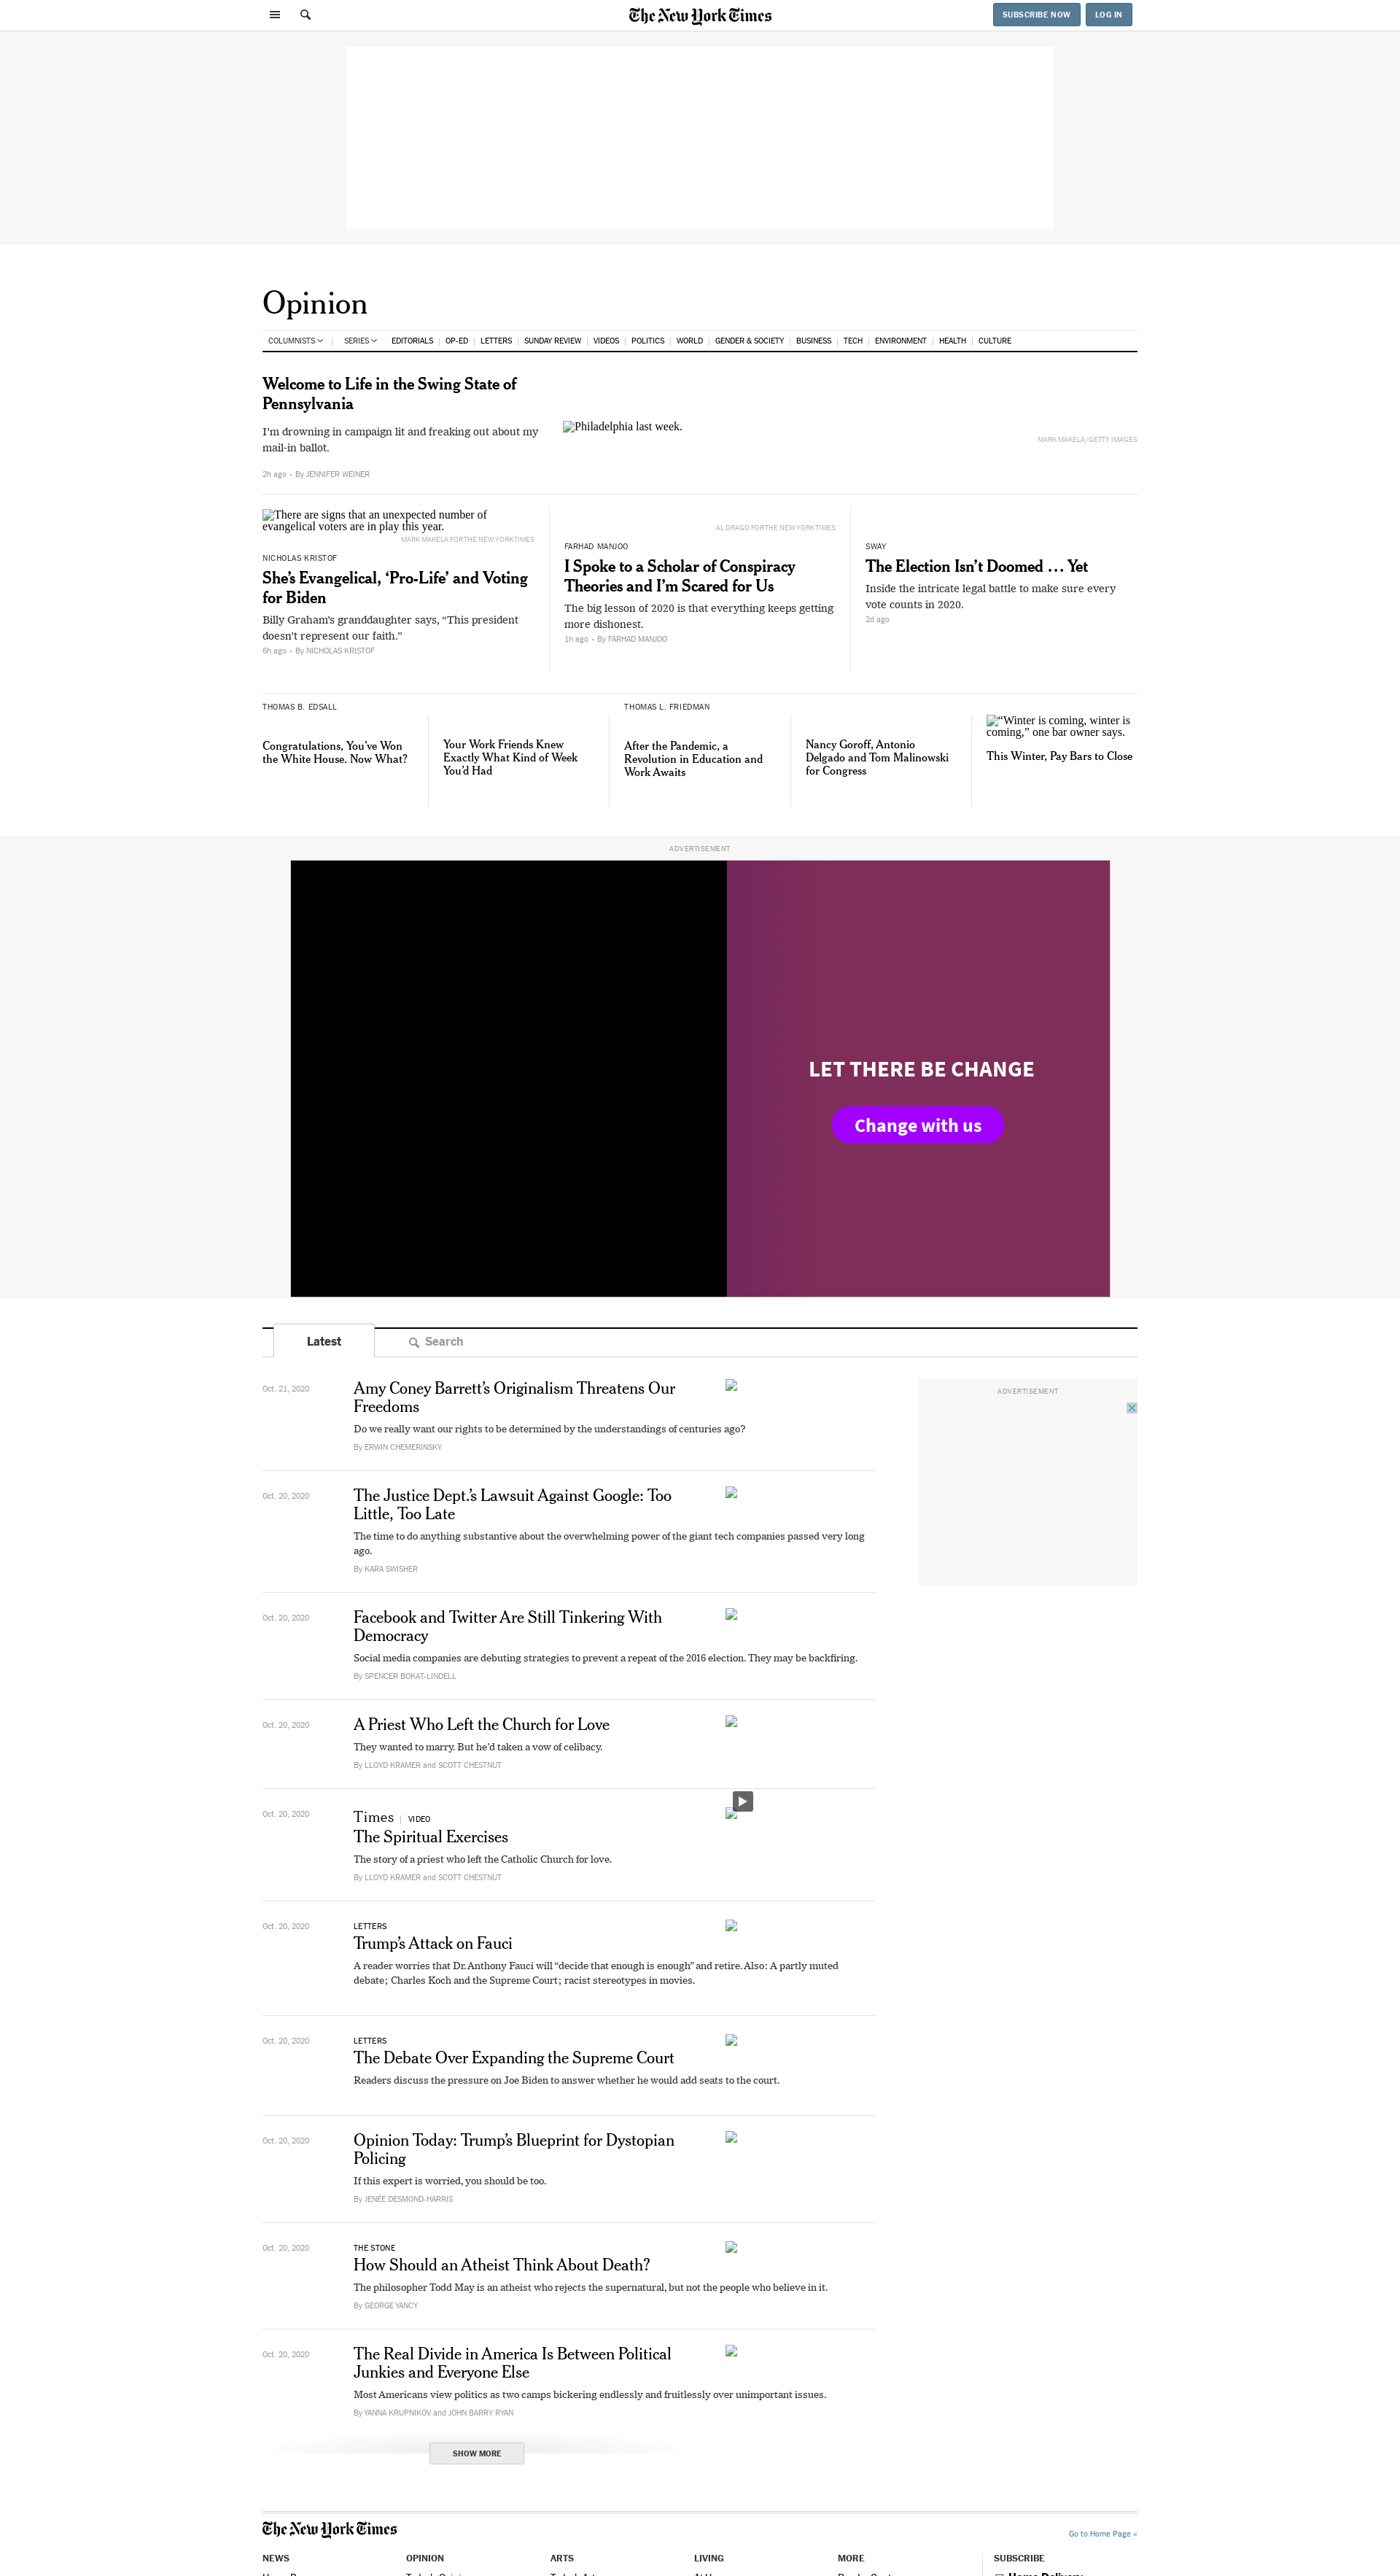 The New York Times
SUBSCRIBE NOW
LOG IN
Opinion
COLUMNISTS
SERIES
EDITORIALS
OP-ED
LETTERS
SUNDAY REVIEW
VIDEOS
POLITICS
WORLD
GENDER & SOCIETY
BUSINESS
TECH
ENVIRONMENT
HEALTH
CULTURE
Welcome to Life in the Swing State of
Pennsylvania
I’m drowning in campaign lit and freaking out about my
mail-in ballot.
2h ago • By JENNIFER WEINER
Philadelphia last week.
MARK MAKELA/GETTY IMAGES
There are signs that an unexpected number of
evangelical voters are in play this year.
MARK MAKELA FOR THE NEW YORK TIMES
NICHOLAS KRISTOF
She’s Evangelical, ‘Pro-Life’ and Voting
for Biden
Billy Graham’s granddaughter says, “This president
doesn’t represent our faith.”
6h ago • By NICHOLAS KRISTOF
AL DRAGO FOR THE NEW YORK TIMES
FARHAD MANJOO
I Spoke to a Scholar of Conspiracy
Theories and I’m Scared for Us
The big lesson of 2020 is that everything keeps getting
more dishonest.
1h ago • By FARHAD MANJOO
SWAY
The Election Isn’t Doomed … Yet
Inside the intricate legal battle to make sure every
vote counts in 2020.
2d ago
THOMAS B. EDSALL
Congratulations, You’ve Won
the White House. Now What?
Your Work Friends Knew
Exactly What Kind of Week
You’d Had
THOMAS L. FRIEDMAN
After the Pandemic, a
Revolution in Education and
Work Awaits
Nancy Goroff, Antonio
Delgado and Tom Malinowski
for Congress
“Winter is coming, winter is
coming,” one bar owner says.
This Winter, Pay Bars to Close
ADVERTISEMENT
LET THERE BE CHANGE
Change with us
Latest
Search
ADVERTISEMENT
Oct. 21, 2020
Amy Coney Barrett’s Originalism Threatens Our
Freedoms
Do we really want our rights to be determined by the understandings of centuries ago?
By ERWIN CHEMERINSKY
Oct. 20, 2020
The Justice Dept.’s Lawsuit Against Google: Too
Little, Too Late
The time to do anything substantive about the overwhelming power of the giant tech companies passed very long
ago.
By KARA SWISHER
Oct. 20, 2020
Facebook and Twitter Are Still Tinkering With
Democracy
Social media companies are debuting strategies to prevent a repeat of the 2016 election. They may be backfiring.
By SPENCER BOKAT-LINDELL
Oct. 20, 2020
A Priest Who Left the Church for Love
They wanted to marry. But he’d taken a vow of celibacy.
By LLOYD KRAMER and SCOTT CHESTNUT
Oct. 20, 2020
Times | VIDEO
The Spiritual Exercises
The story of a priest who left the Catholic Church for love.
By LLOYD KRAMER and SCOTT CHESTNUT
Oct. 20, 2020
LETTERS
Trump’s Attack on Fauci
A reader worries that Dr. Anthony Fauci will “decide that enough is enough” and retire. Also: A partly muted
debate; Charles Koch and the Supreme Court; racist stereotypes in movies.
Oct. 20, 2020
LETTERS
The Debate Over Expanding the Supreme Court
Readers discuss the pressure on Joe Biden to answer whether he would add seats to the court.
Oct. 20, 2020
Opinion Today: Trump’s Blueprint for Dystopian
Policing
If this expert is worried, you should be too.
By JENÉE DESMOND-HARRIS
Oct. 20, 2020
THE STONE
How Should an Atheist Think About Death?
The philosopher Todd May is an atheist who rejects the supernatural, but not the people who believe in it.
By GEORGE YANCY
Oct. 20, 2020
The Real Divide in America Is Between Political
Junkies and Everyone Else
Most Americans view politics as two camps bickering endlessly and fruitlessly over unimportant issues.
By YANNA KRUPNIKOV and JOHN BARRY RYAN
SHOW MORE
The New York Times
Go to Home Page »
NEWS
OPINION
ARTS
LIVING
MORE
SUBSCRIBE